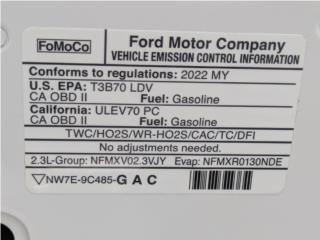 FoMoCo
Ford Motor Company
VEHICLE EMISSION CONTROL INFORMATION
Conforms to regulations: 2022 MY
U.S. EPA: T3B70 LDV
CA OBD II Fuel: Gasoline
California: ULEV70 PC
CA OBD II Fuel: Gasoline
TWC/HO2S/WR-HO2S/CAC/TC/DFI
No adjustments needed.
2.3L-Group: NFMXV02.3VJY Evap: NFMXR0130NDE
NW7E-9C485-G A C